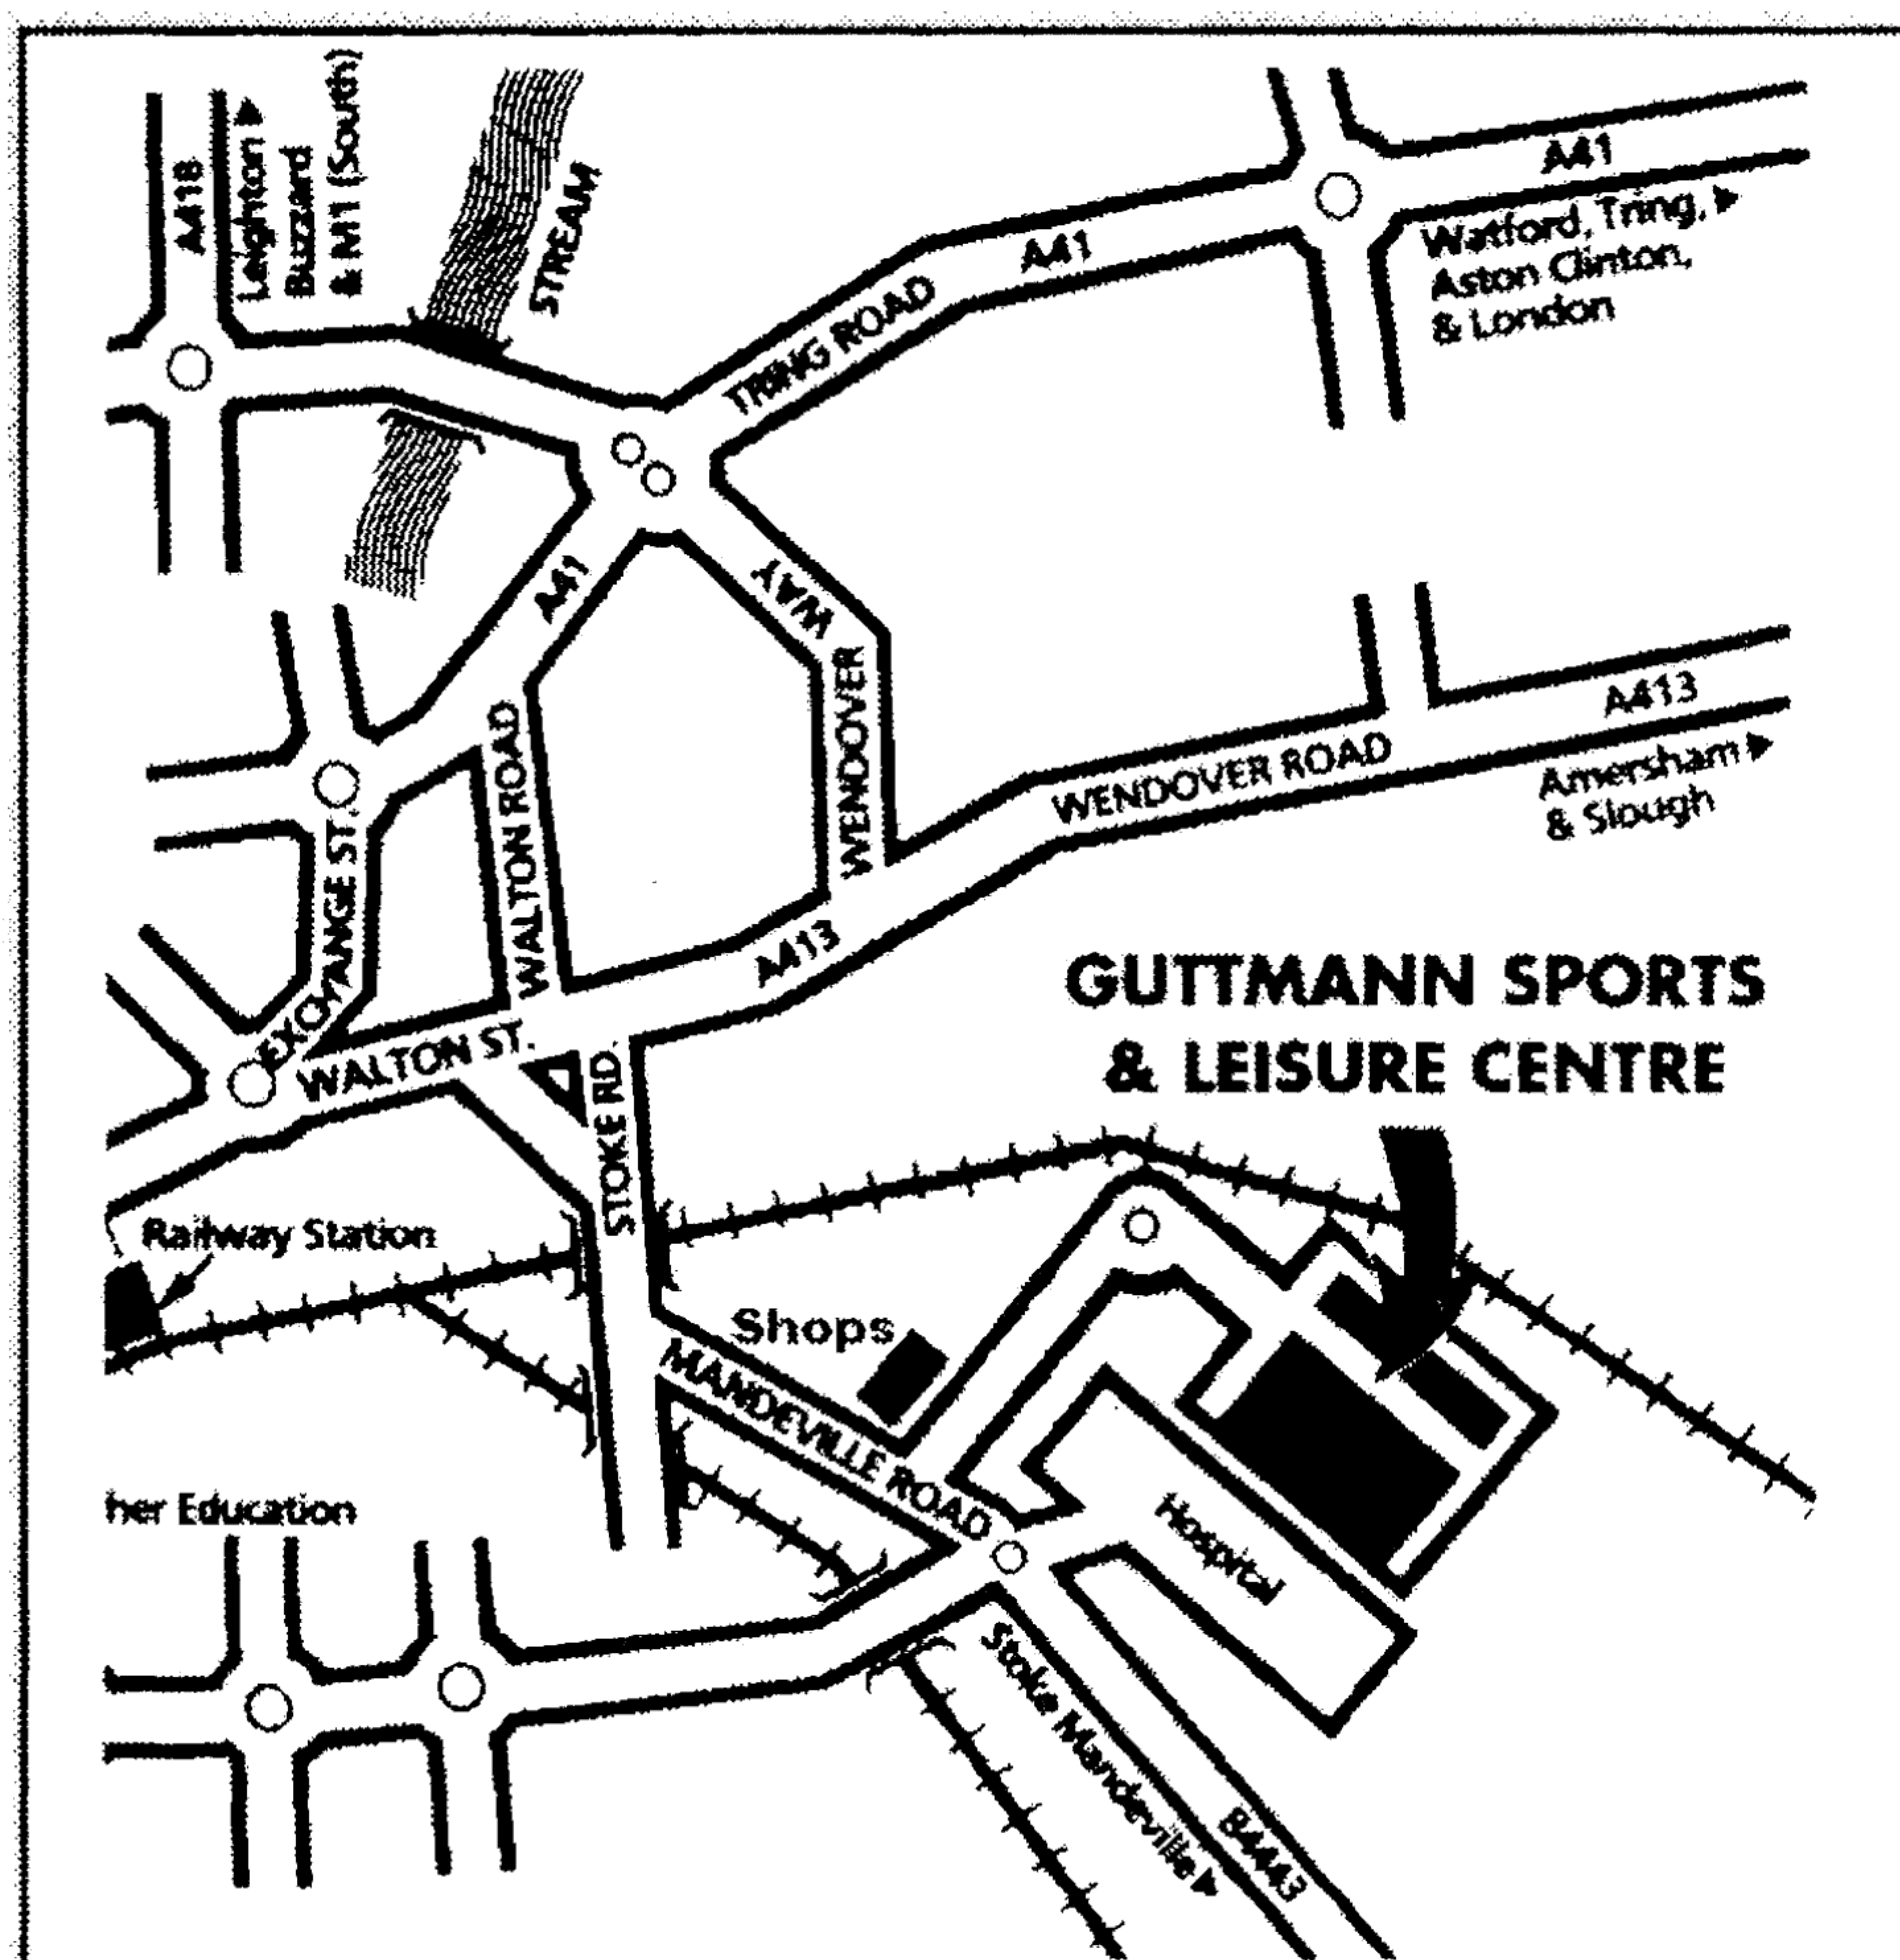 A418
Leighton
Buzzard
& M1 (South)
STREAM
A41
Watford, Tring,
Aston Clinton,
& London
A41
TRING ROAD
A41
WENDOVER WAY
WALTON ROAD
A413
WENDOVER ROAD
Amersham
& Slough
EXCHANGE ST.
A413
WALTON ST.
STOKE RD.
GUTTMANN SPORTS
& LEISURE CENTRE
Railway Station
Shops
MANDEVILLE ROAD
her Education
Hospital
Stoke Mandeville
B4443